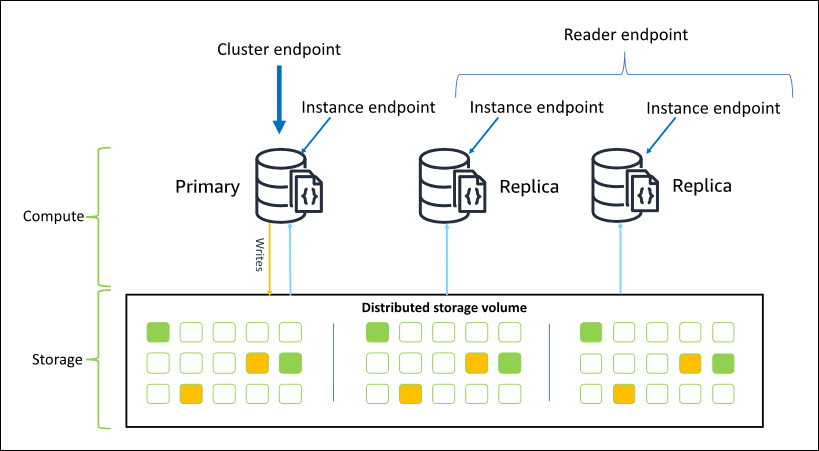 Reader endpoint
Cluster endpoint
Instance endpoint
Instance endpoint
Instance endpoint
Primary
{}
Replica
{}
Replica
{}
Compute
Writes
Distributed storage volume
Storage